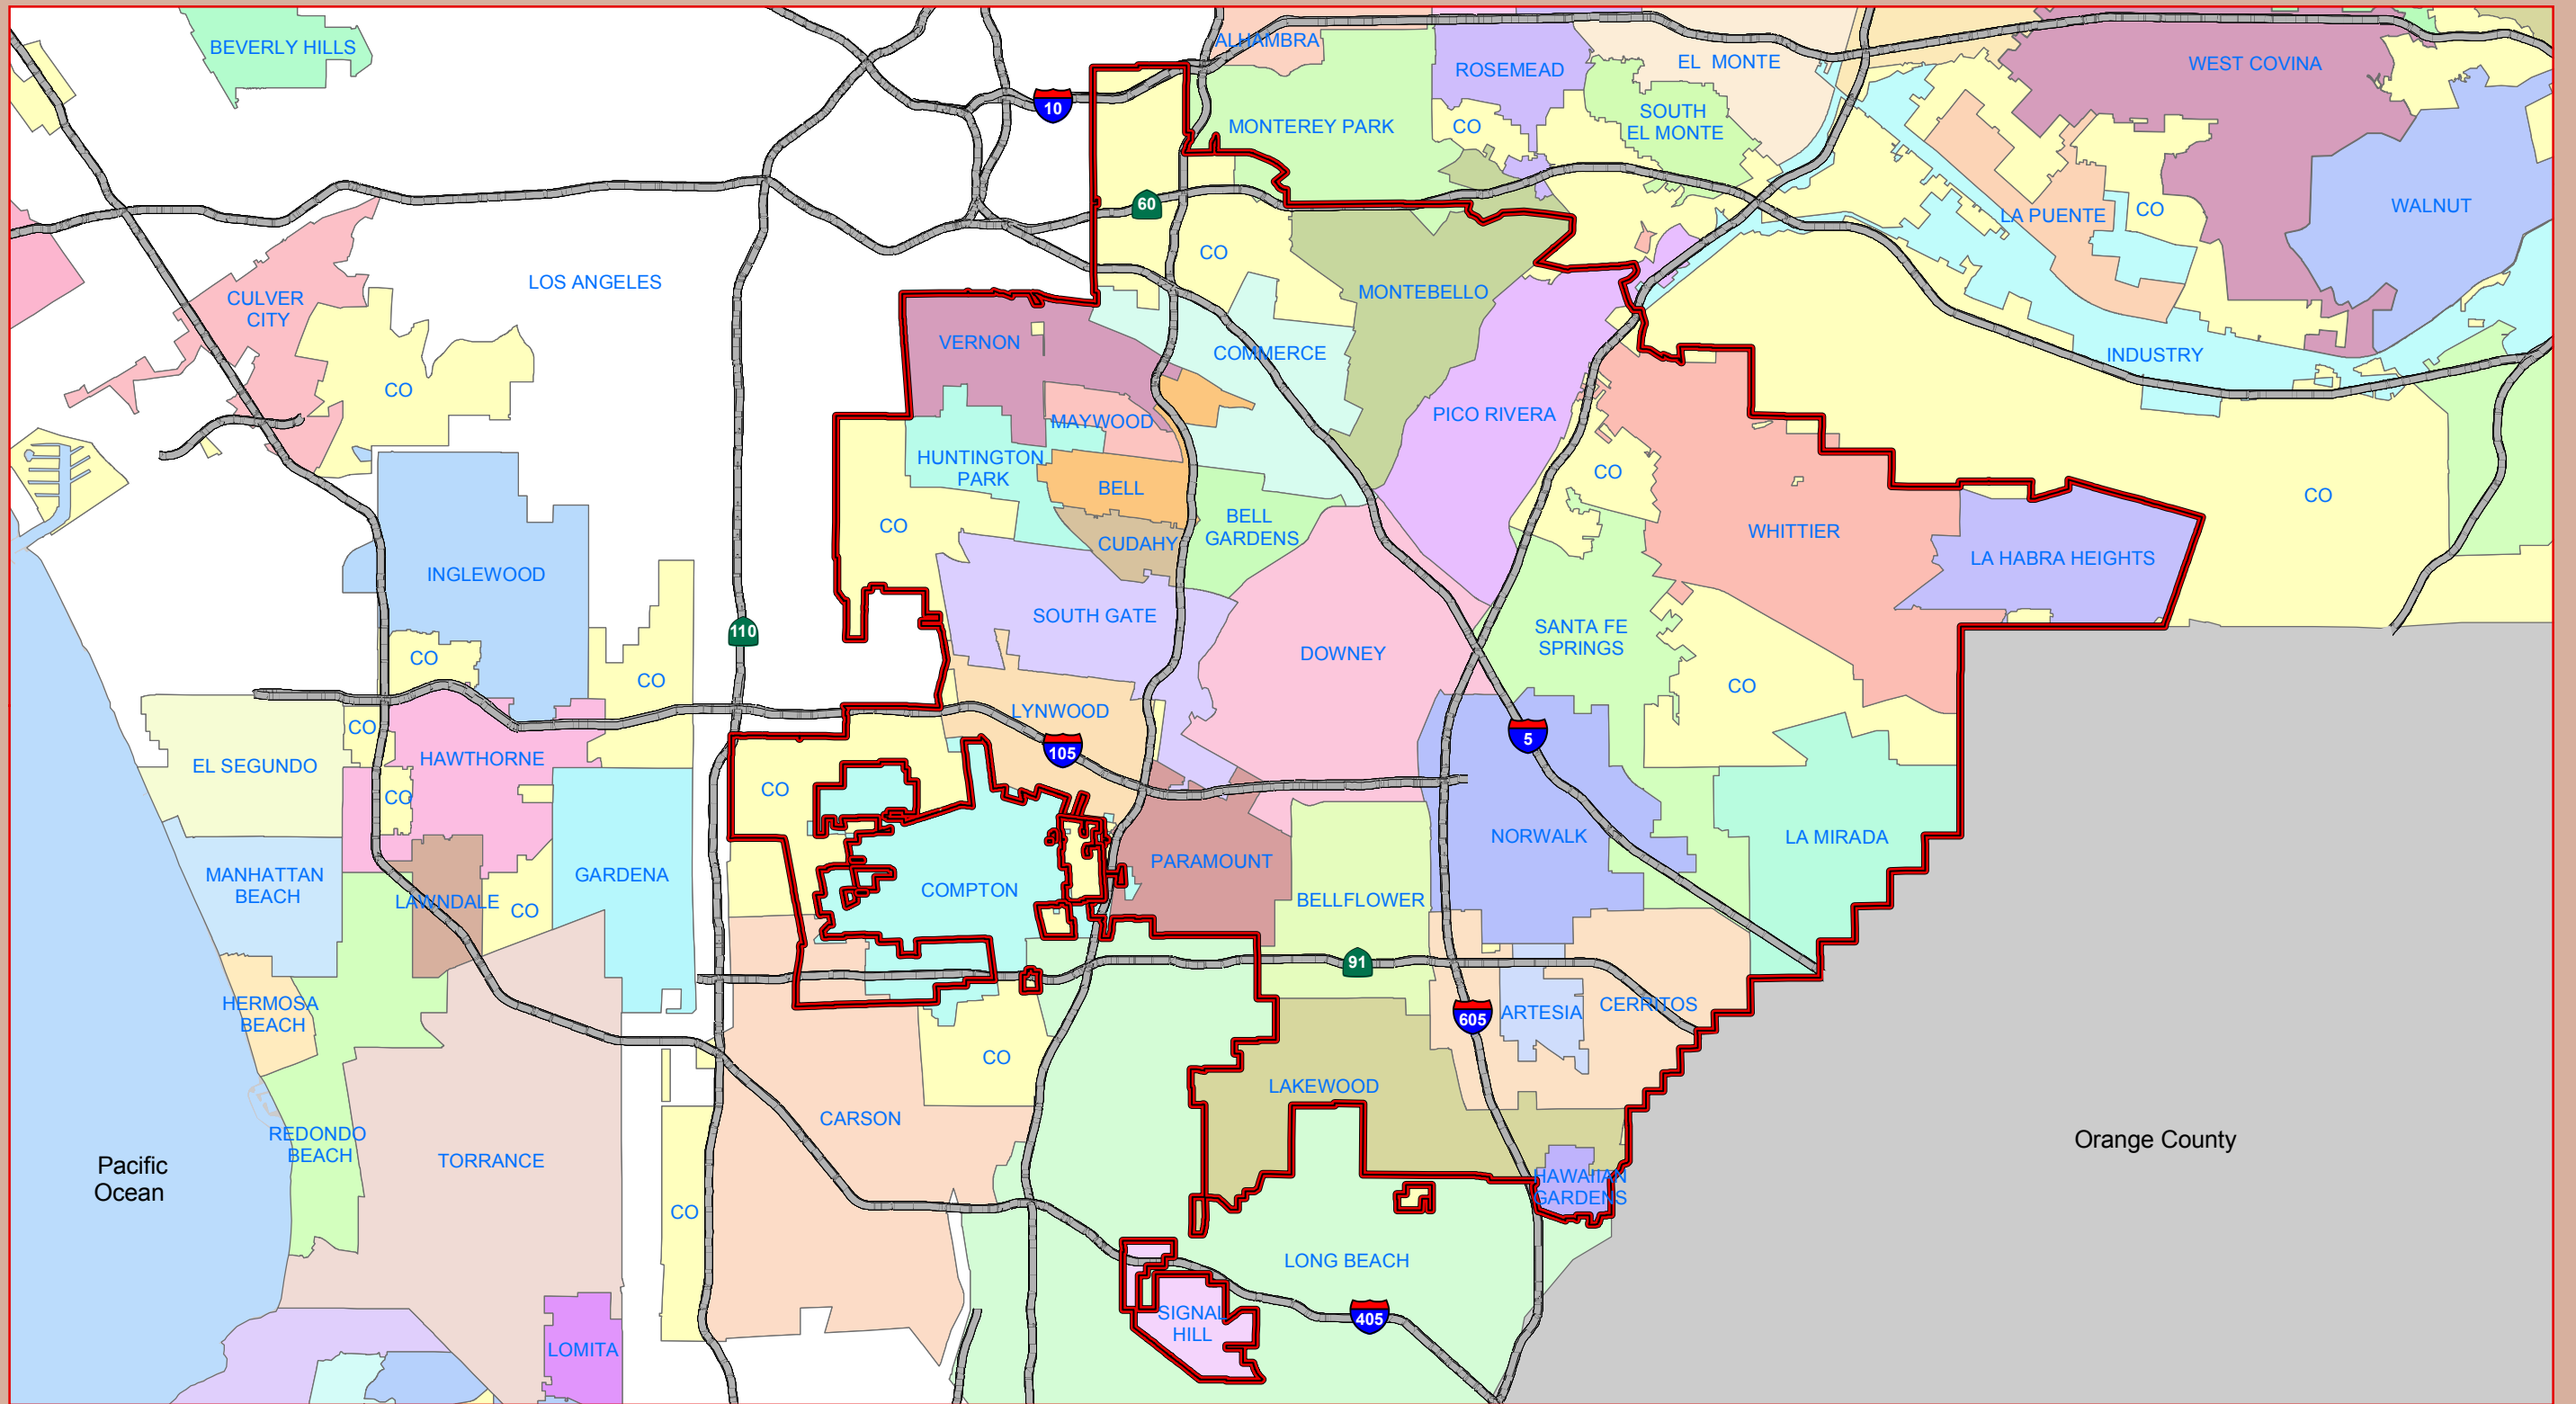 BEVERLY HILLS
ALHAMBRA
ROSEMEAD
EL MONTE
WEST COVINA
10
MONTEREY PARK
CO
SOUTH
EL MONTE
60
LA PUENTE
CO
WALNUT
LOS ANGELES
CO
CULVER
CITY
MONTEBELLO
VERNON
COMMERCE
INDUSTRY
CO
MAYWOOD
PICO RIVERA
HUNTINGTON
PARK
BELL
CO
CO
CO
BELL
GARDENS
WHITTIER
CUDAHY
LA HABRA HEIGHTS
INGLEWOOD
SOUTH GATE
110
SANTA FE
SPRINGS
DOWNEY
CO
CO
CO
LYNWOOD
CO
105
5
EL SEGUNDO
HAWTHORNE
CO
CO
NORWALK
LA MIRADA
MANHATTAN
BEACH
GARDENA
PARAMOUNT
COMPTON
BELLFLOWER
LAWNDALE
CO
91
HERMOSA
BEACH
605
ARTESIA
CERRITOS
CO
LAKEWOOD
CARSON
REDONDO
BEACH
TORRANCE
Orange County
Pacific
Ocean
HAWAIIAN
GARDENS
CO
LONG BEACH
SIGNAL
HILL
405
LOMITA